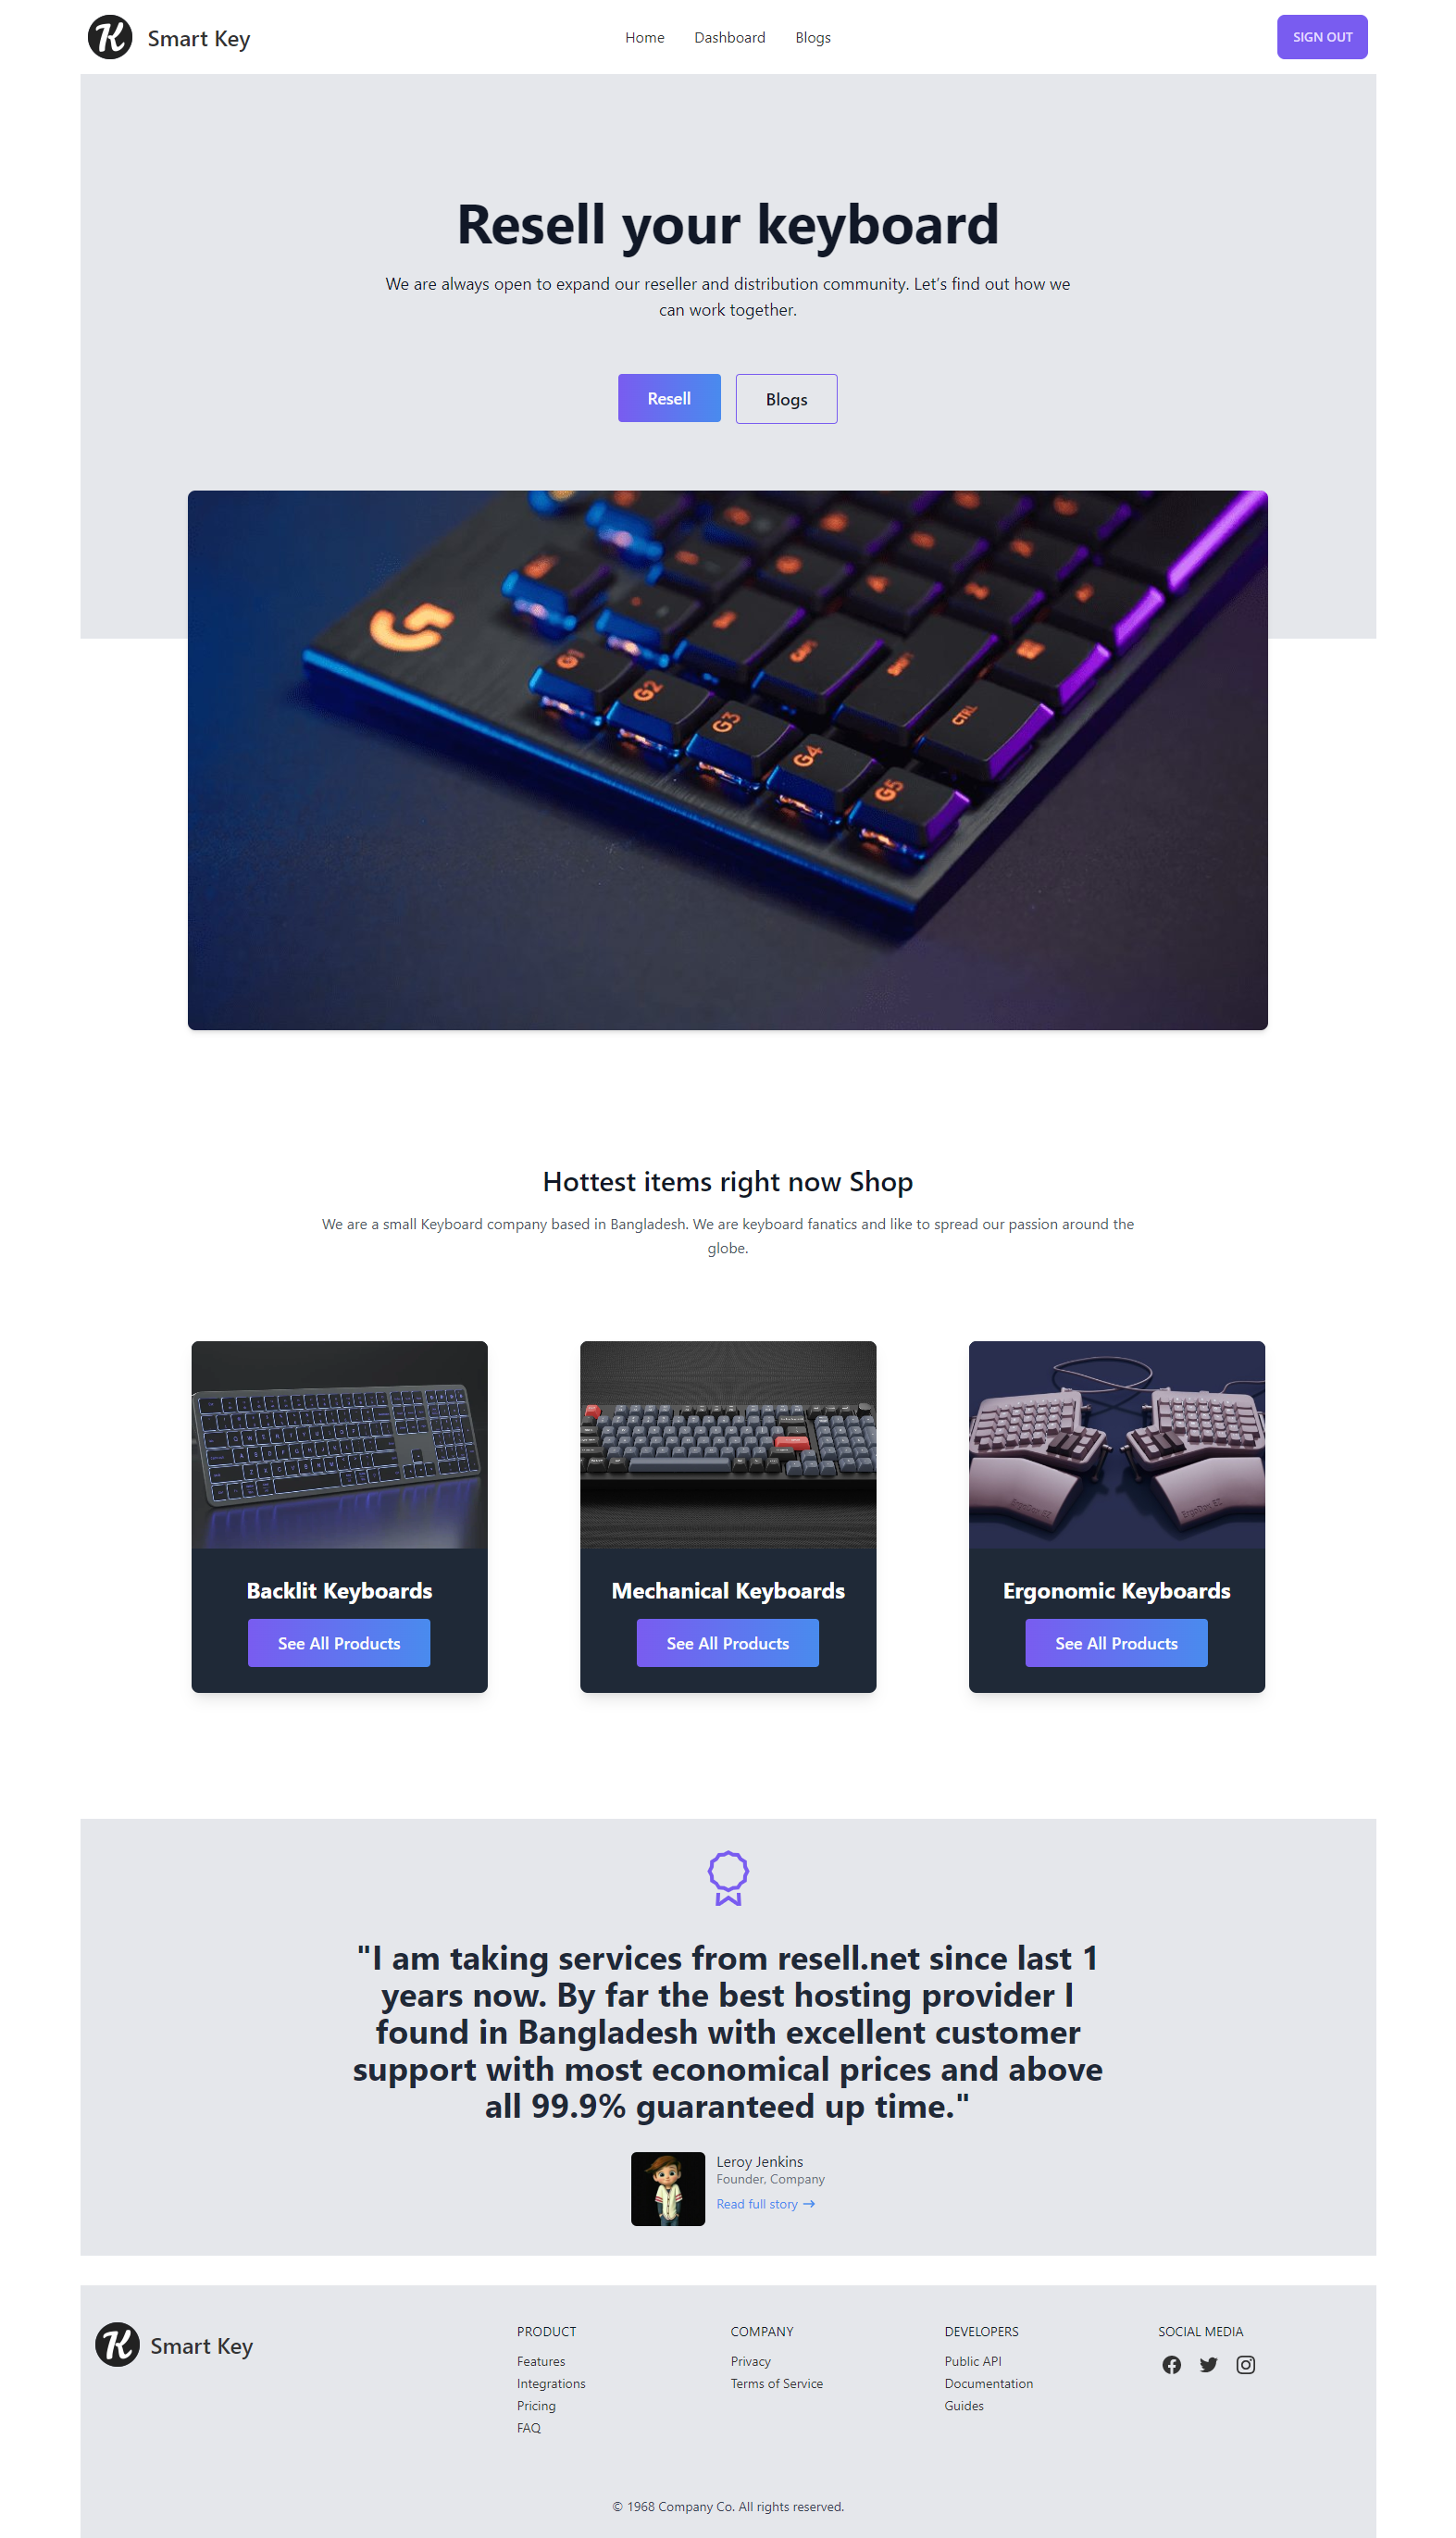 Smart Key
Home
Dashboard
Blogs
SIGN OUT
Resell your keyboard
We are always open to expand our reseller and distribution community. Let's find out how we
can work together.
Resell
Blogs
G1
G2
G3
G4
G5
CTRL
Hottest items right now Shop
We are a small Keyboard company based in Bangladesh. We are keyboard fanatics and like to spread our passion around the
globe.
Backlit Keyboards
See All Products
Mechanical Keyboards
See All Products
Ergonomic Keyboards
See All Products
"I am taking services from resell.net since last 1
years now. By far the best hosting provider I
found in Bangladesh with excellent customer
support with most economical prices and above
all 99.9% guaranteed up time."
Leroy Jenkins
Founder, Company
Read full story →
Smart Key
PRODUCT
Features
Integrations
Pricing
FAQ
COMPANY
Privacy
Terms of Service
DEVELOPERS
Public API
Documentation
Guides
SOCIAL MEDIA
© 1968 Company Co. All rights reserved.